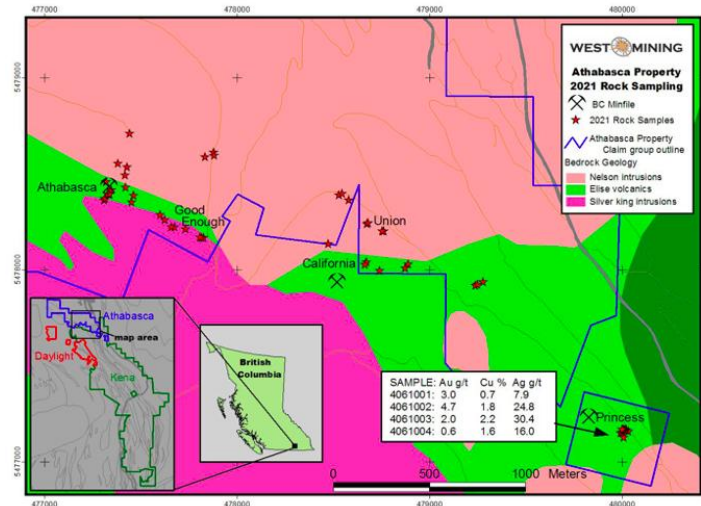 477000
478000
479000
480000
5479000
5478000
5477000
WEST MINING
Athabasca Property
2021 Rock Sampling
BC Minfile
2021 Rock Samples
Athabasca Property
Claim group outline
Bedrock Geology
Nelson intrusions
Elise volcanics
Silver king intrusions
Athabasca
Good
Enough
Union
California
Princess
SAMPLE: Au g/t Cu % Ag g/t
4061001: 3.0 0.7 7.9
4061002: 4.7 1.8 24.8
4061003: 2.0 2.2 30.4
4061004: 0.6 1.6 16.0
Athabasca
map area
Daylight
Kena
British
Columbia
0 500 1000 Meters
477000
478000
479000
480000